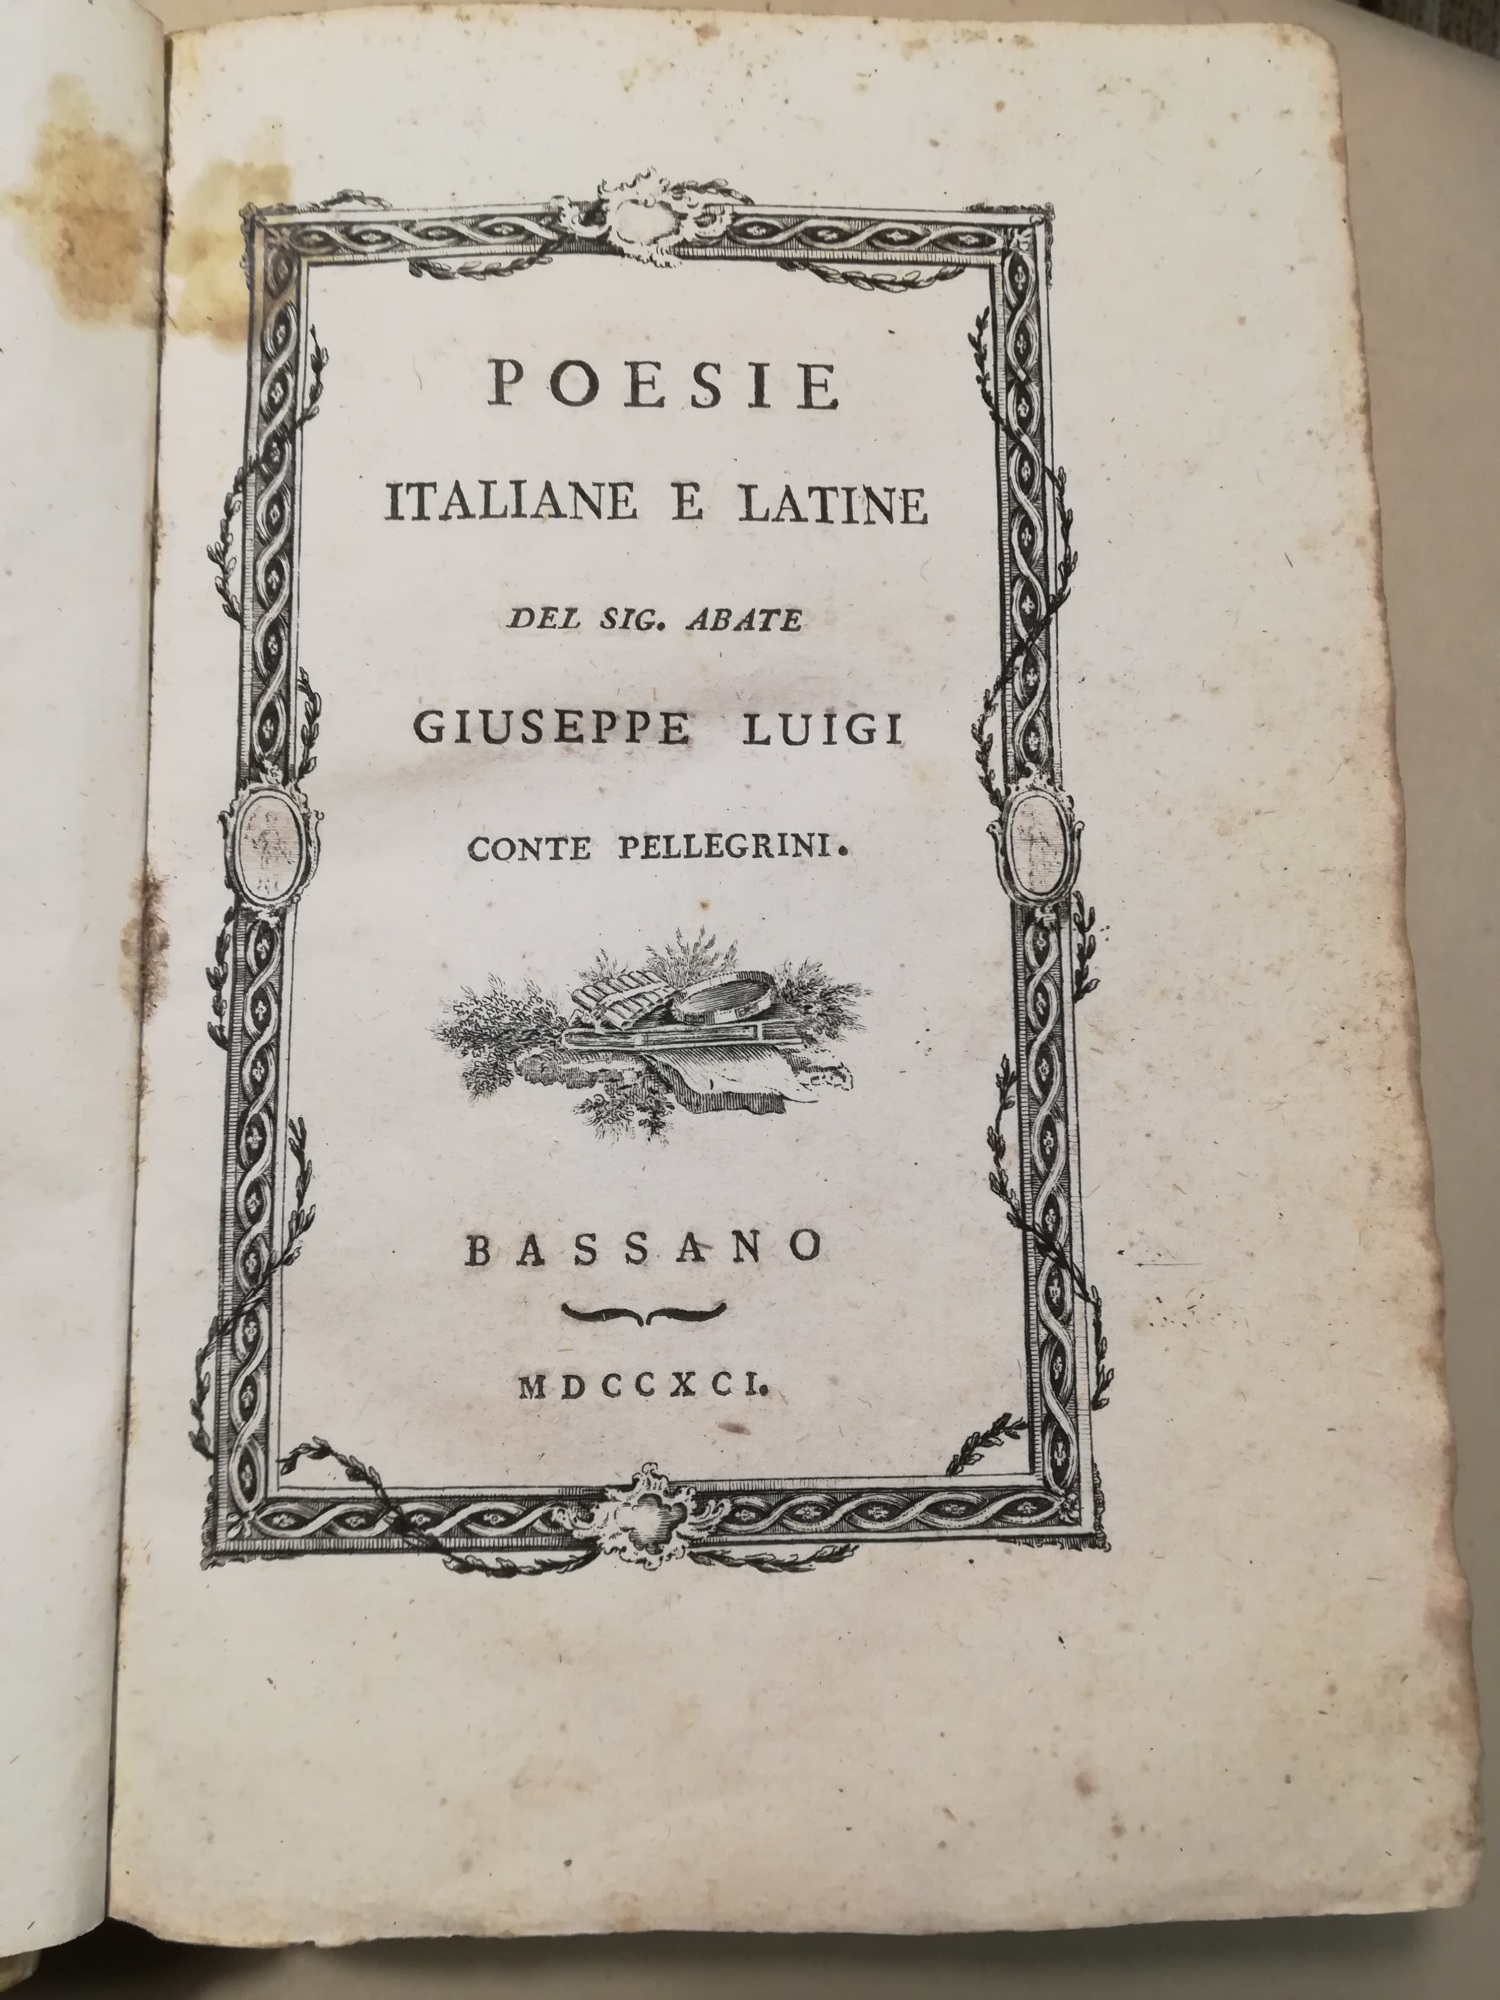 POESIE
ITALIANE E LATINE
DEL SIG. ABATE
GIUSEPPE LUIGI
CONTE PELLEGRINI.
BASSANO
MDCCXCI.